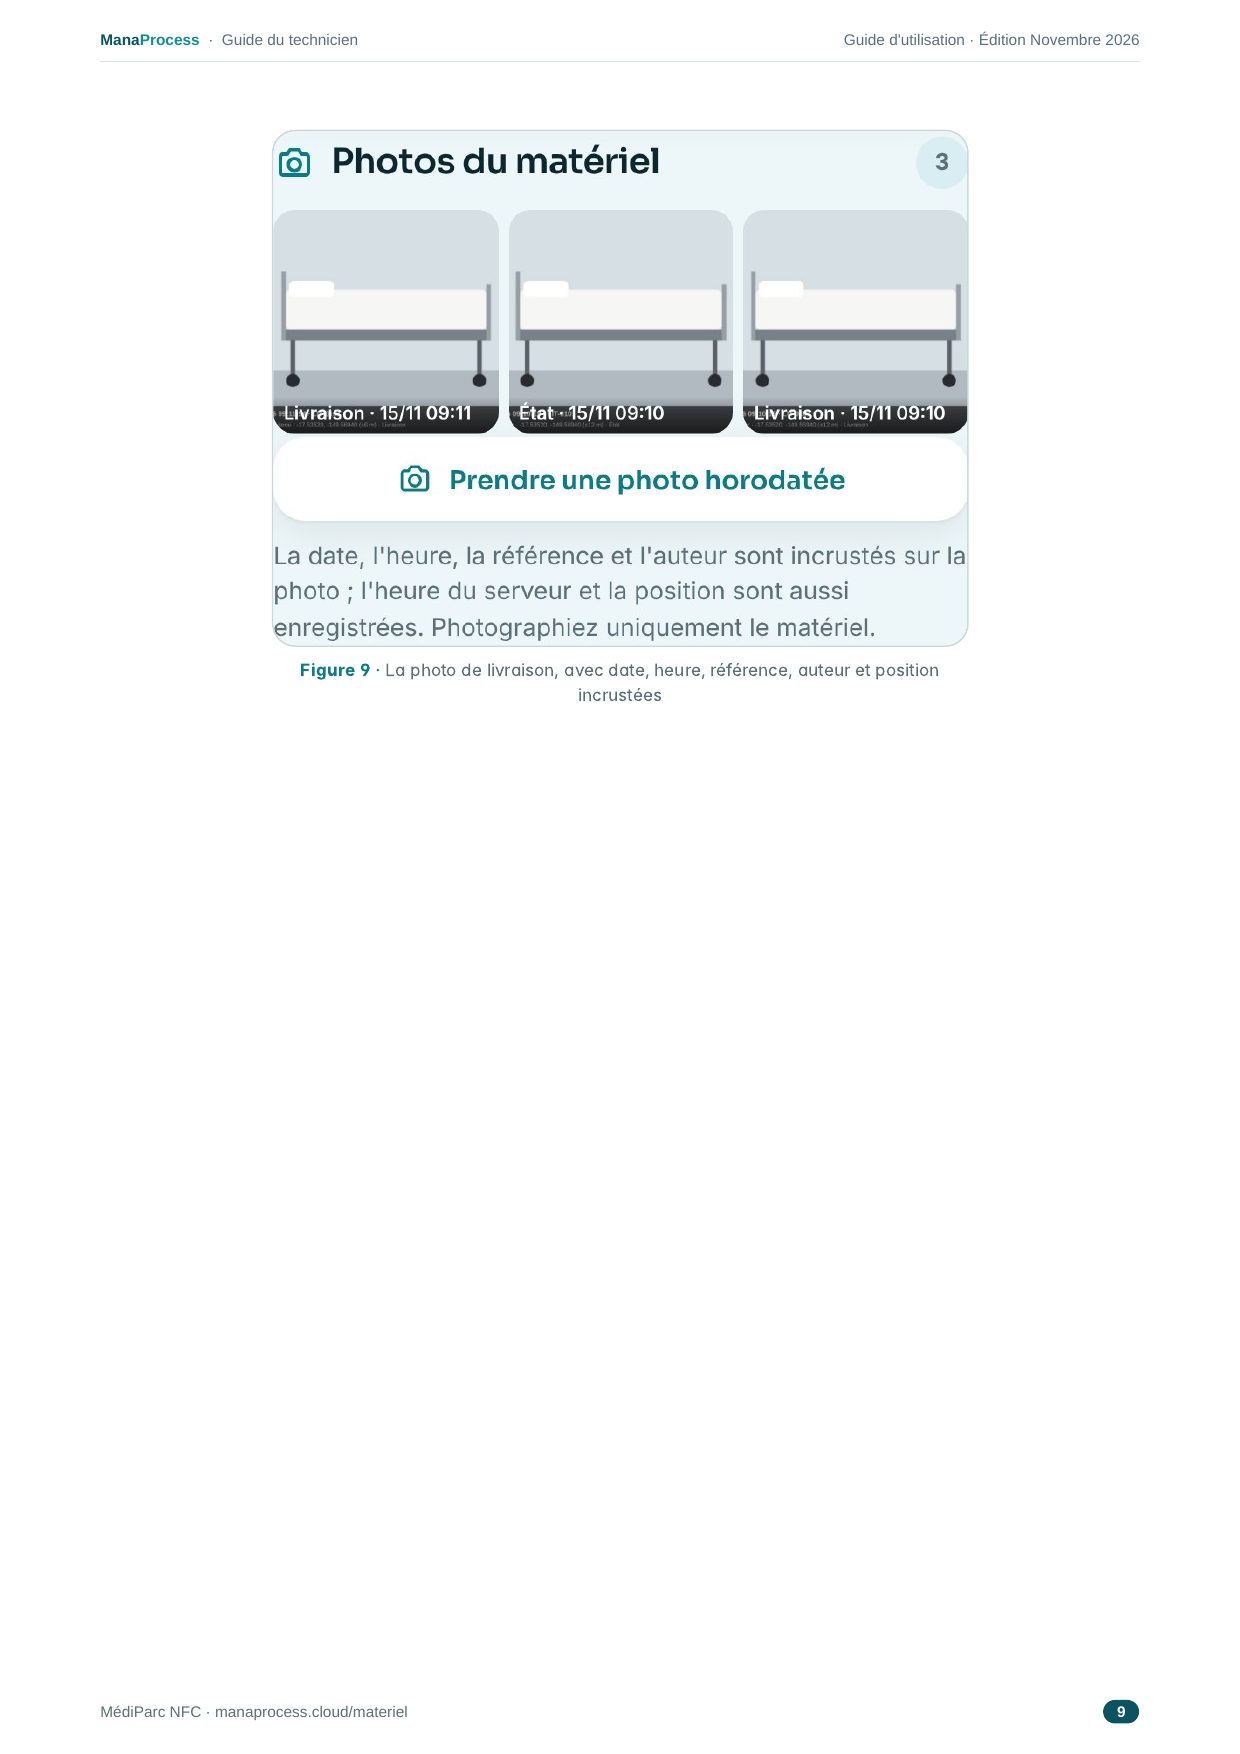 ManaProcess · Guide du technicien
Guide d'utilisation · Édition Novembre 2026
Photos du matériel
3
Livraison · 15/11 09:11
État · 15/11 09:10
Livraison · 15/11 09:10
Prendre une photo horodatée
La date, l'heure, la référence et l'auteur sont incrustés sur la
photo ; l'heure du serveur et la position sont aussi
enregistrées. Photographiez uniquement le matériel.
Figure 9 · La photo de livraison, avec date, heure, référence, auteur et position
incrustées
MédiParc NFC · manaprocess.cloud/materiel
9